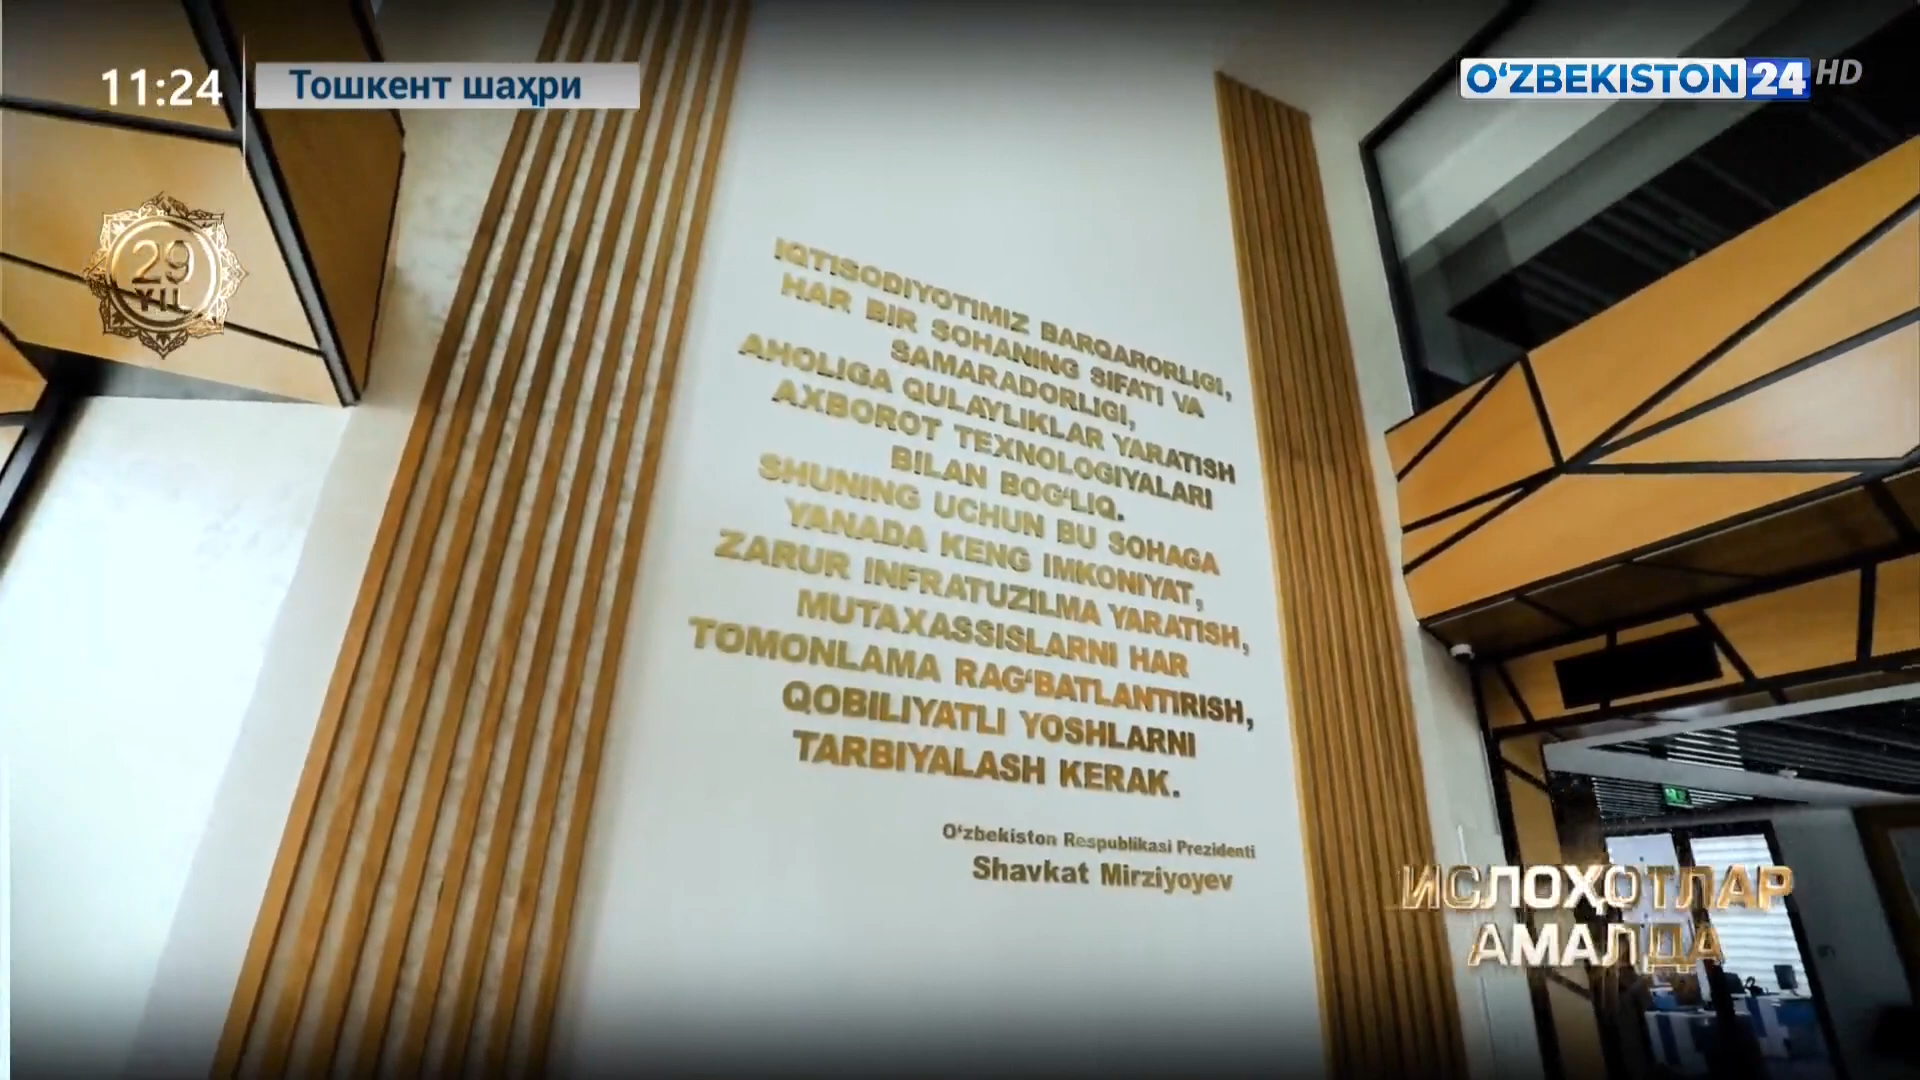 11:24
Тошкент шаҳри
O‘ZBEKISTON 24 HD
29
YIL
IQTISODIYOTIMIZ BARQARORLIGI,
HAR BIR SOHANING SIFATI VA
SAMARADORLIGI,
AHOLIGA QULAYLIKLAR YARATISH
AXBOROT TEXNOLOGIYALARI
BILAN BOG‘LIQ.
SHUNING UCHUN BU SOHAGA
YANADA KENG IMKONIYAT,
ZARUR INFRATUZILMA YARATISH,
MUTAXASSISLARNI HAR
TOMONLAMA RAG‘BATLANTIRISH,
QOBILIYATLI YOSHLARNI
TARBIYALASH KERAK.
O‘zbekiston Respublikasi Prezidenti
Shavkat Mirziyoyev
ИСЛОҲОТЛАР
АМАЛДА